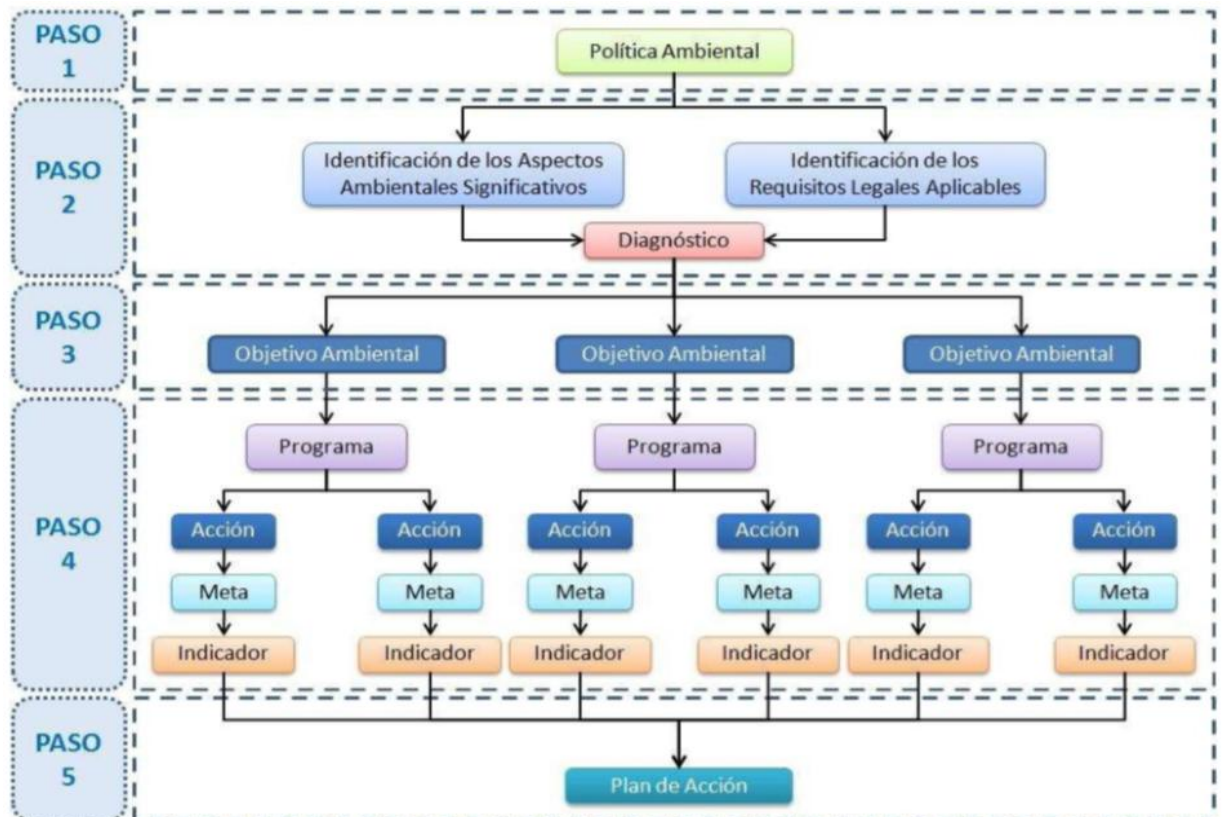 PASO
1
Política Ambiental
PASO
2
Identificación de los Aspectos
Ambientales Significativos
Identificación de los
Requisitos Legales Aplicables
Diagnóstico
PASO
3
Objetivo Ambiental
Objetivo Ambiental
Objetivo Ambiental
PASO
4
Programa
Programa
Programa
Acción
Acción
Acción
Acción
Acción
Acción
Meta
Meta
Meta
Meta
Meta
Meta
Indicador
Indicador
Indicador
Indicador
Indicador
Indicador
PASO
5
Plan de Acción